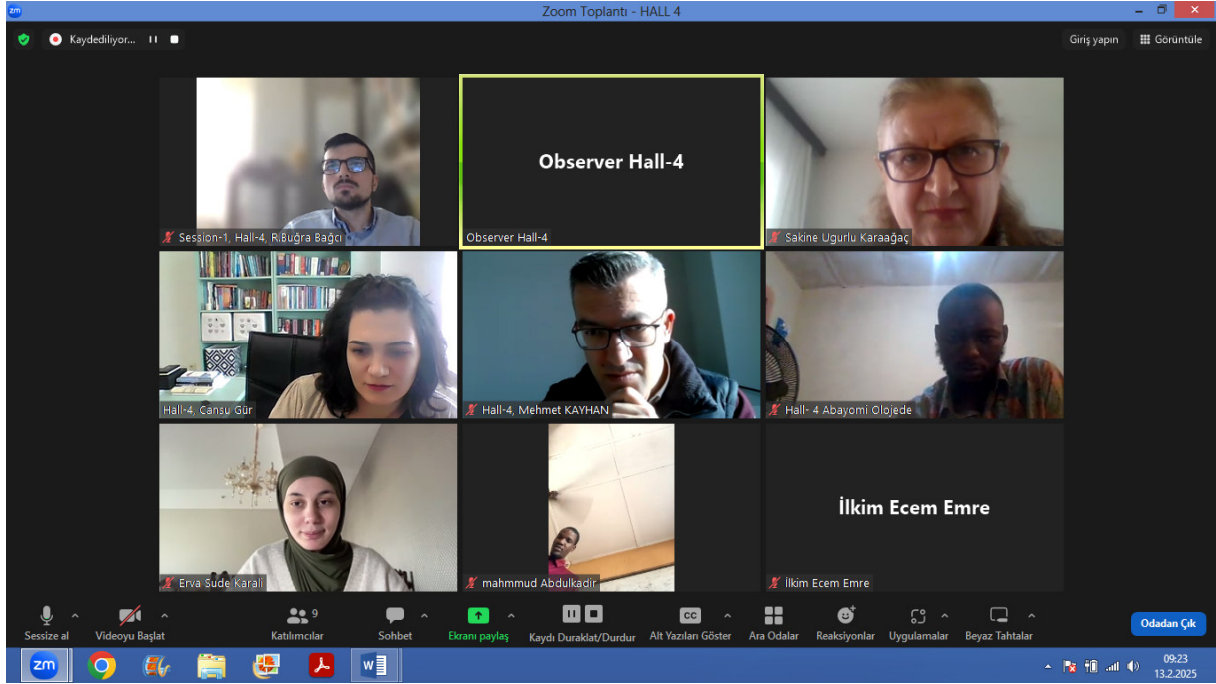 zm
Zoom Toplantı - HALL 4
Kaydediliyor...
Giriş yapın
Görüntüle
Session-1, Hall-4, R.Buğra Bağcı
Observer Hall-4
Observer Hall-4
Sakine Ugurlu Karaağaç
Hall-4, Cansu Gür
Hall-4, Mehmet KAYHAN
Hall- 4 Abayomi Olojede
Erva Sude Karali
mahmmud Abdulkadir
İlkim Ecem Emre
İlkim Ecem Emre
9
CC
Sessize al
Videoyu Başlat
Katılımcılar
Sohbet
Ekranı paylaş
Kaydı Duraklat/Durdur
Alt Yazıları Göster
Ara Odalar
Reaksiyonlar
Uygulamalar
Beyaz Tahtalar
Odadan Çık
zm
W
09:23
13.2.2025